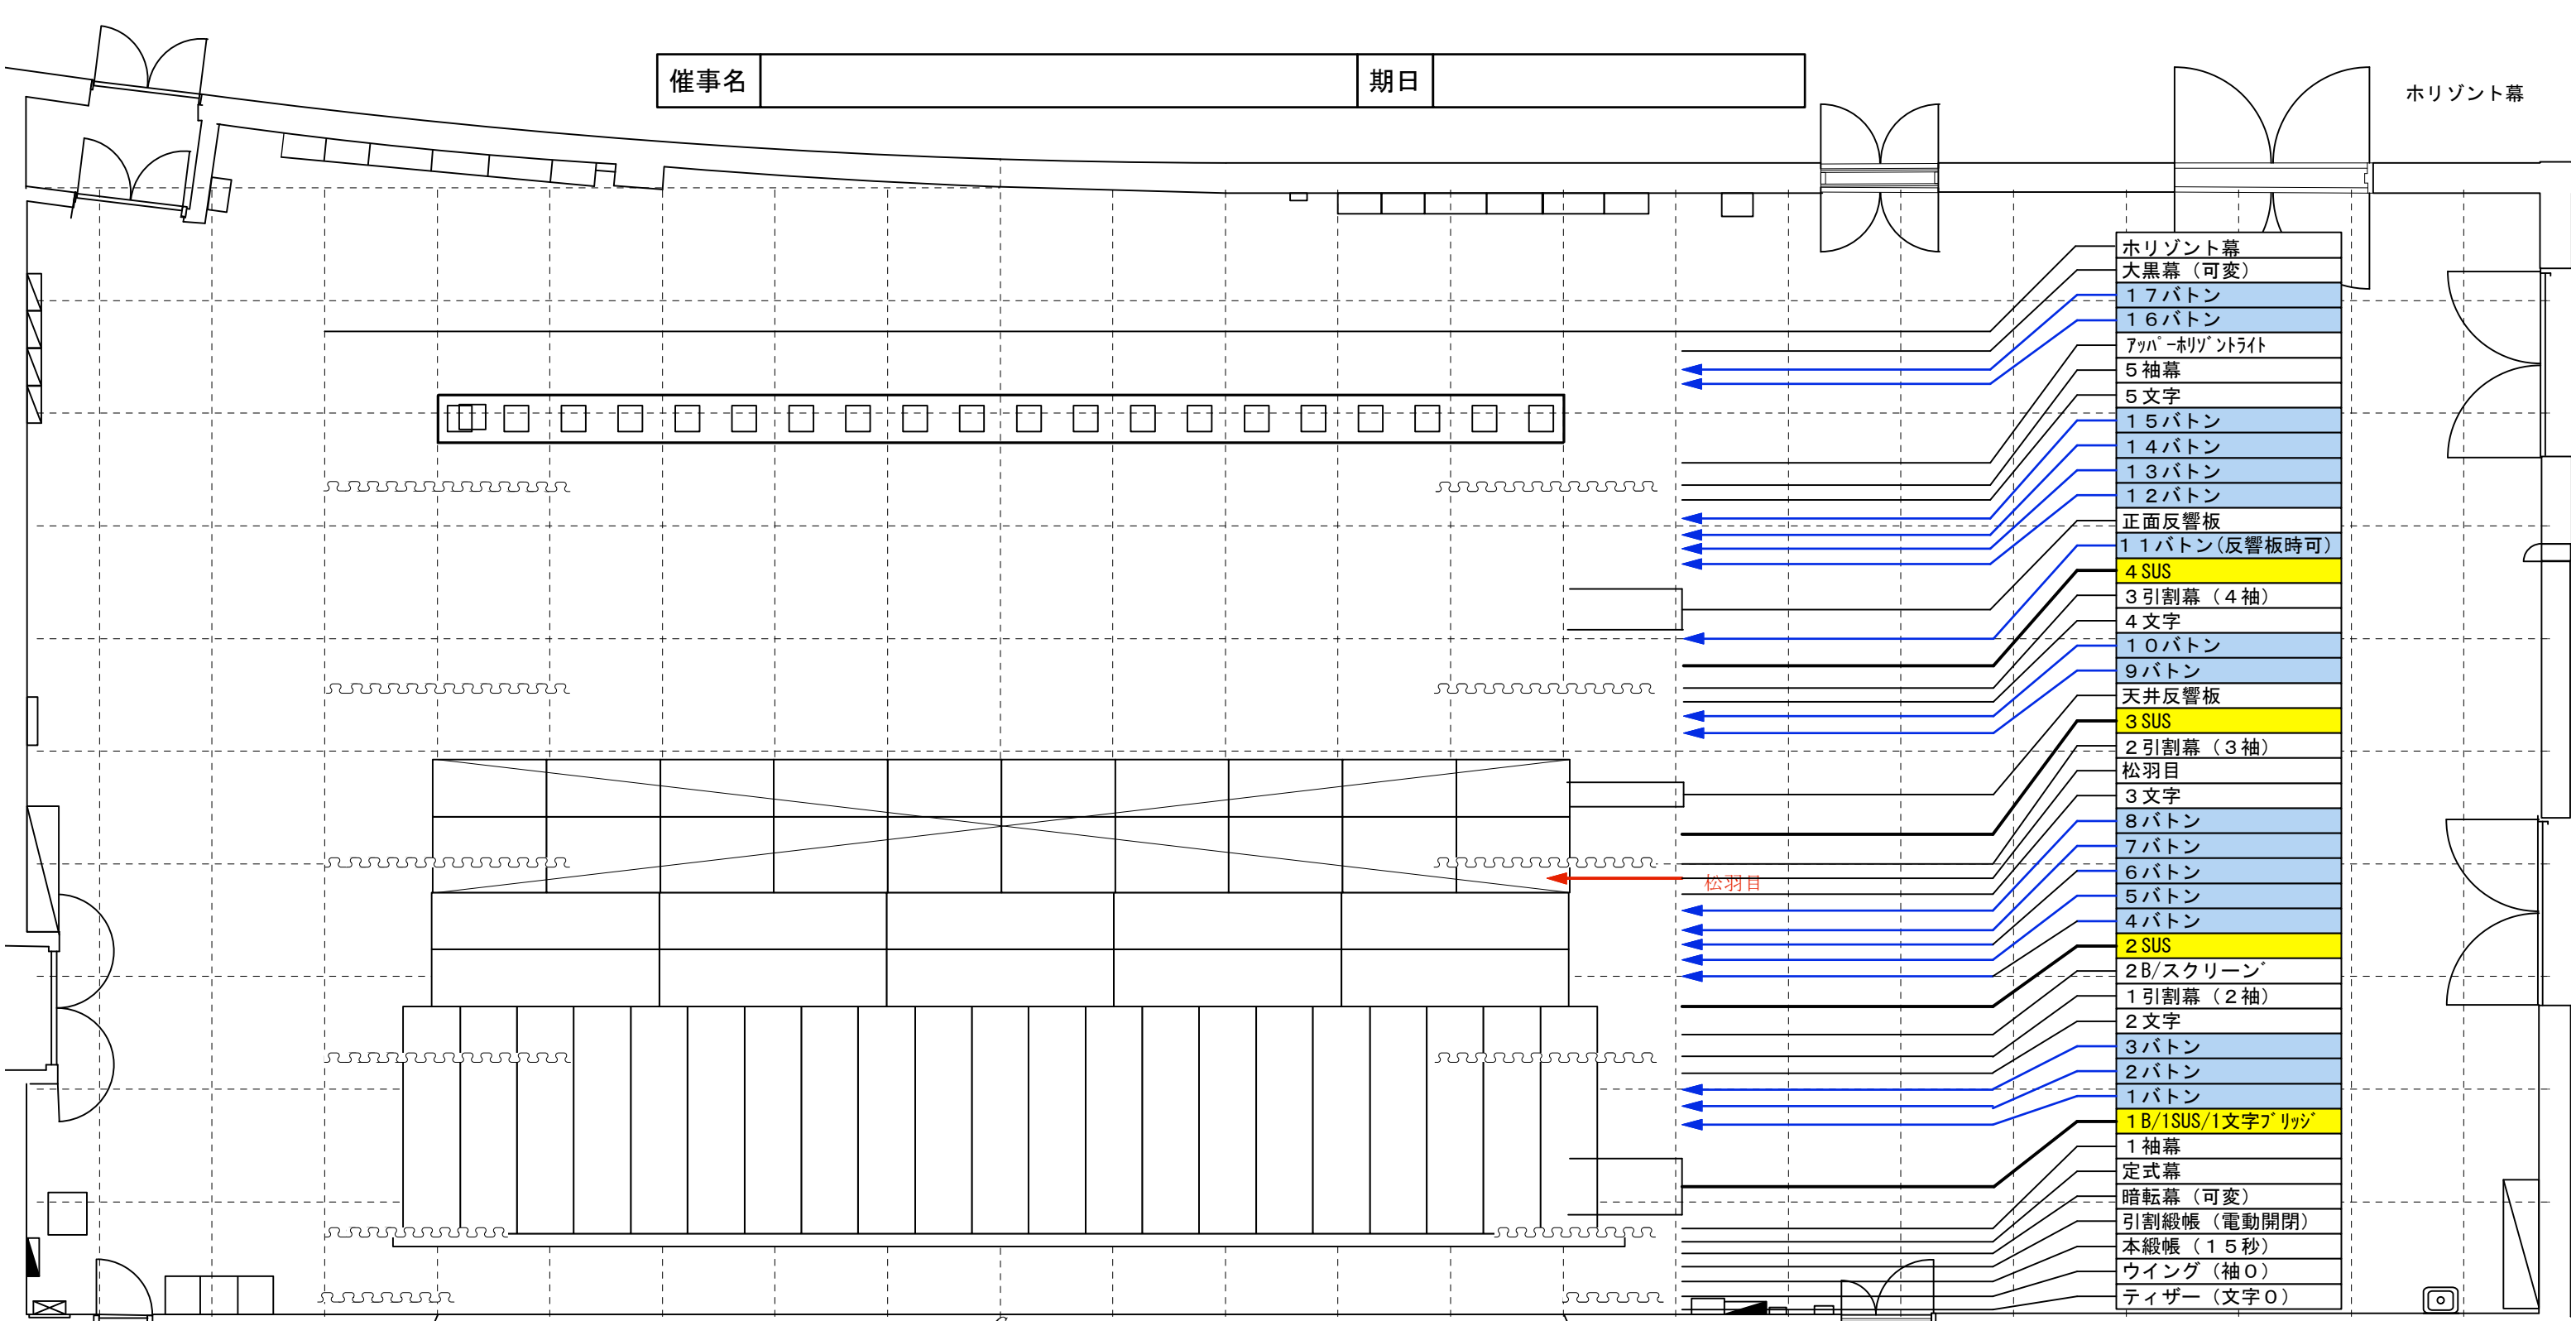 催事名
期日
ホリゾント幕
ホリゾント幕
大黒幕（可変）
１７バトン
１６バトン
ｱｯﾊﾟｰﾎﾘｿﾞﾝﾄﾗｲﾄ
５袖幕
５文字
１５バトン
１４バトン
１３バトン
１２バトン
正面反響板
１１バトン(反響板時可)
４SUS
３引割幕（４袖）
４文字
１０バトン
９バトン
天井反響板
３SUS
２引割幕（３袖）
松羽目
３文字
８バトン
７バトン
６バトン
５バトン
４バトン
２SUS
２B/スクリーン
１引割幕（２袖）
２文字
３バトン
２バトン
１バトン
１B/1SUS/1文字ﾌﾞﾘｯｼﾞ
１袖幕
定式幕
暗転幕（可変）
引割緞帳（電動開閉）
本緞帳（１５秒）
ウイング（袖０）
ティザー（文字０）
松羽目